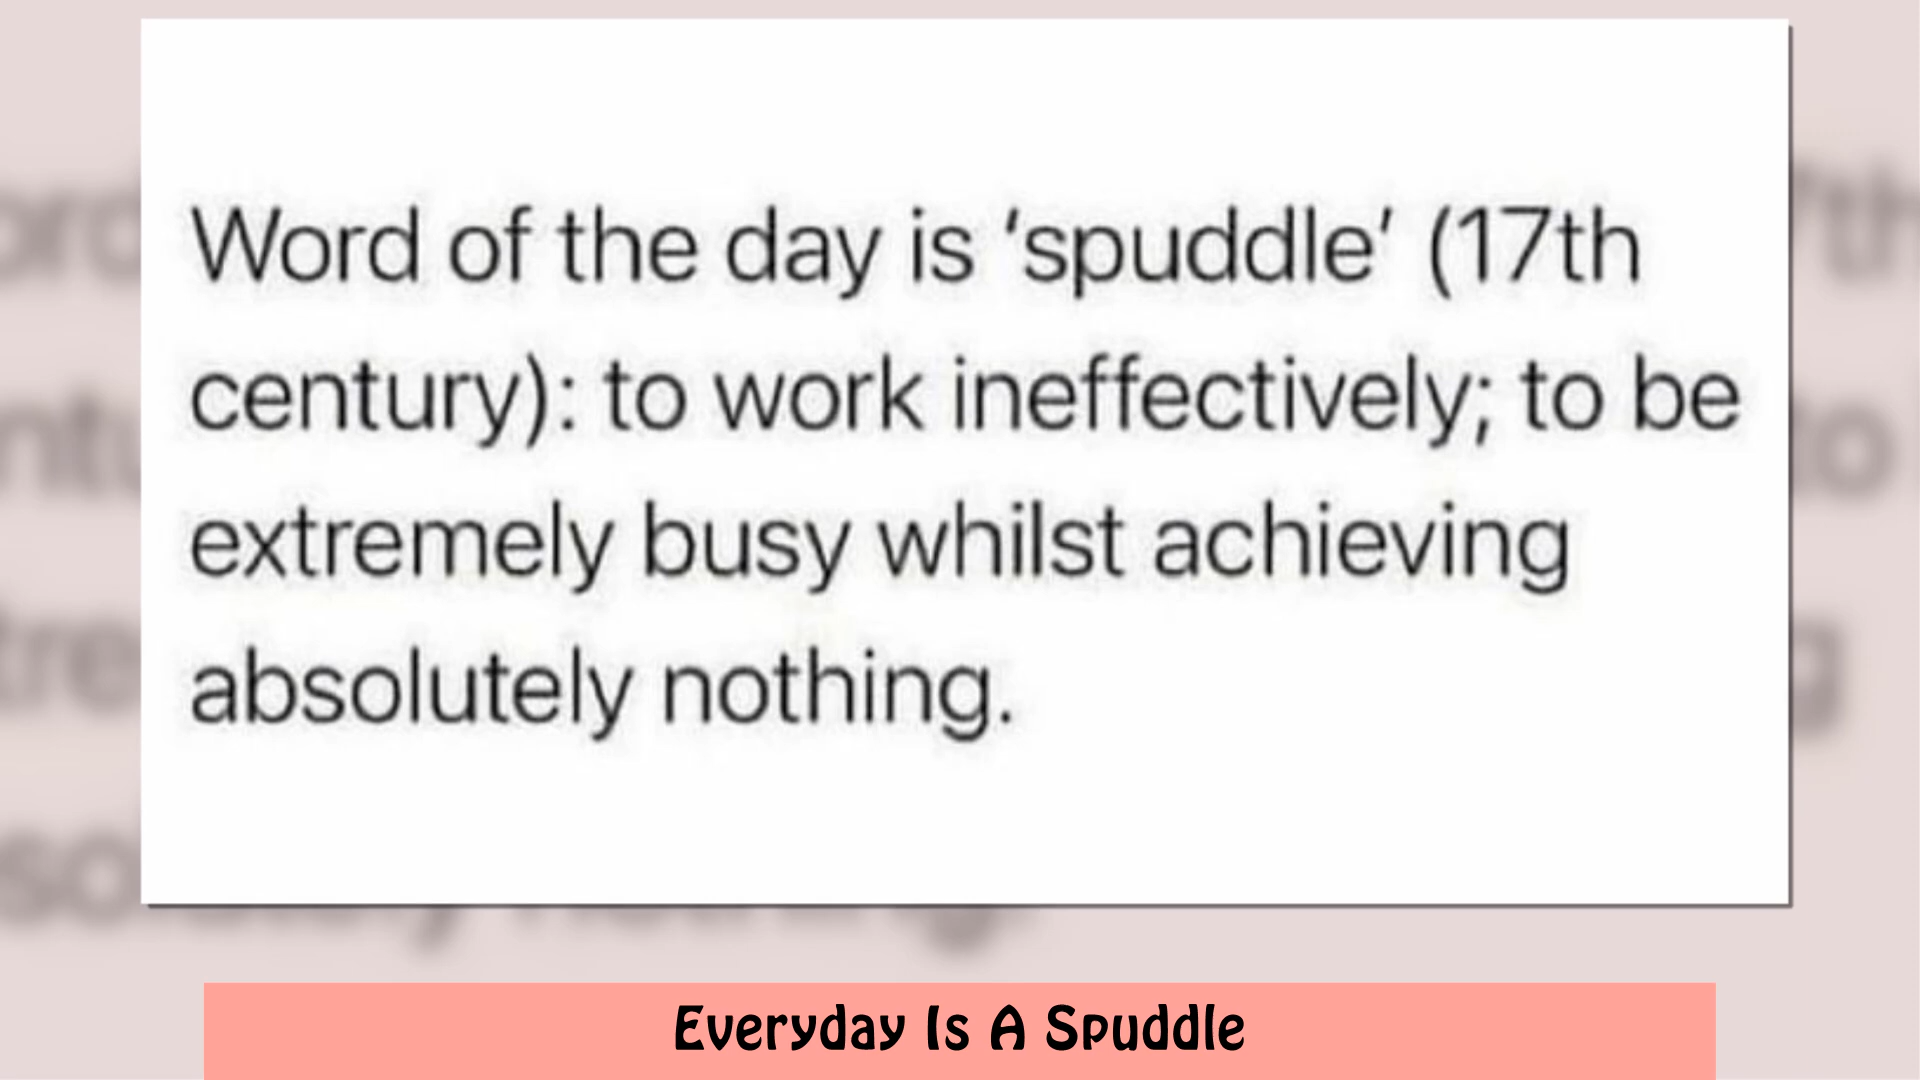 Word of the day is ‘spuddle’ (17th
century): to work ineffectively; to be
extremely busy whilst achieving
absolutely nothing.
Everyday Is A Spuddle